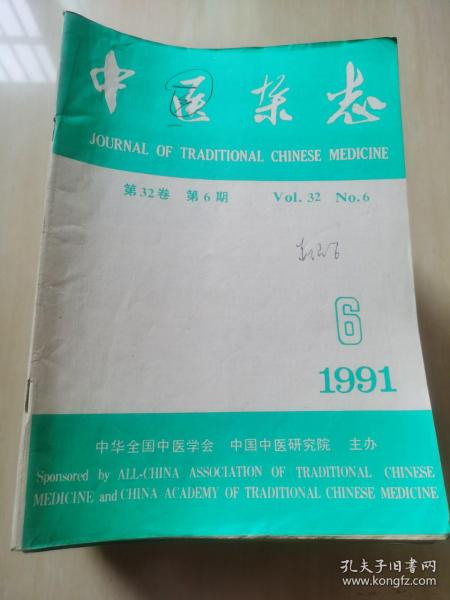 中医杂志
JOURNAL OF TRADITIONAL CHINESE MEDICINE
第32卷 第6期 Vol. 32 No.6
6
1991
中华全国中医学会 中国中医研究院 主办
Sponsored by ALL-CHINA ASSOCIATION OF TRADITIONAL CHINESE
MEDICINE and CHINA ACADEMY OF TRADITIONAL CHINESE MEDICINE
孔夫子旧书网
www.kongfz.com